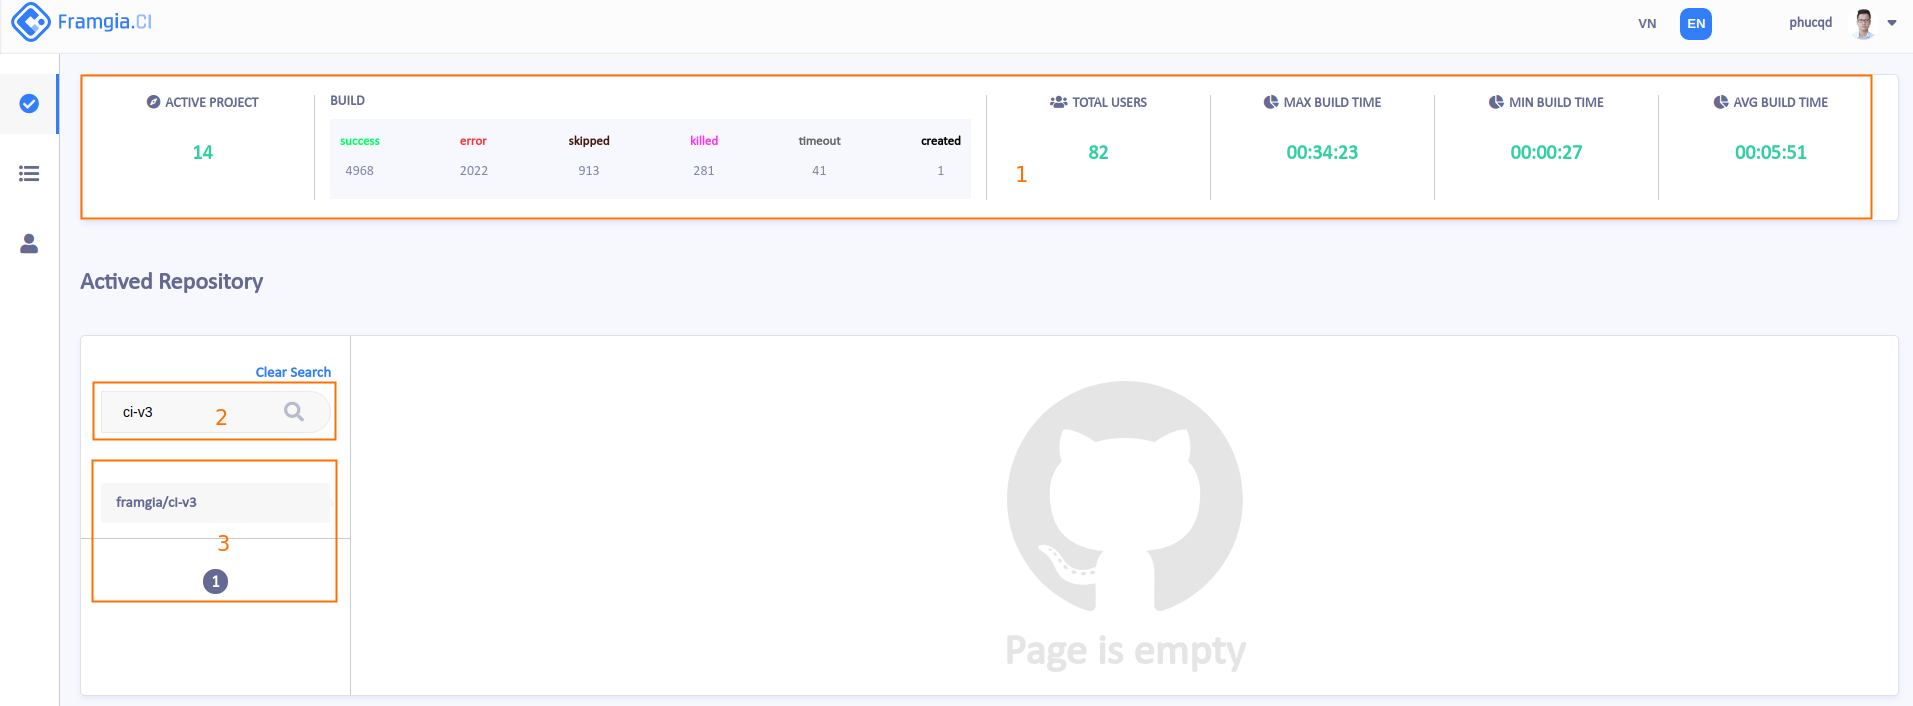 Framgia.CI
VN EN phucqd
ACTIVE PROJECT
14
BUILD
success error skipped killed timeout created
4968 2022 913 281 41 1
1
TOTAL USERS
82
MAX BUILD TIME
00:34:23
MIN BUILD TIME
00:00:27
AVG BUILD TIME
00:05:51
Actived Repository
Clear Search
ci-v3
2
framgia/ci-v3
3
1
Page is empty